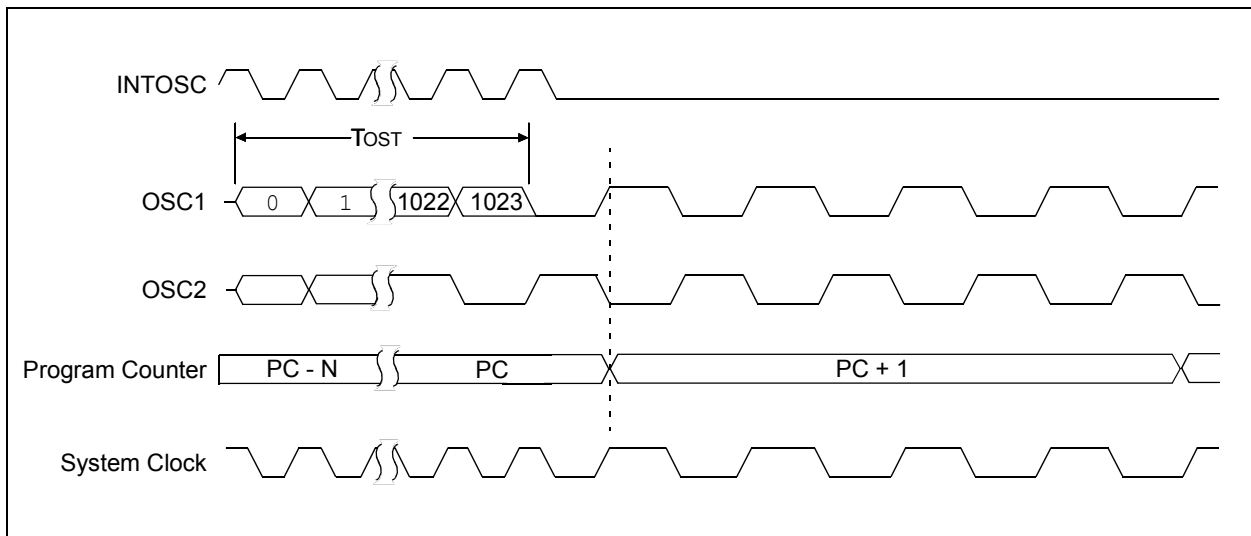 INTOSC
TOST
OSC1 0 1 1022 1023
OSC2
Program Counter PC - N PC PC + 1
System Clock